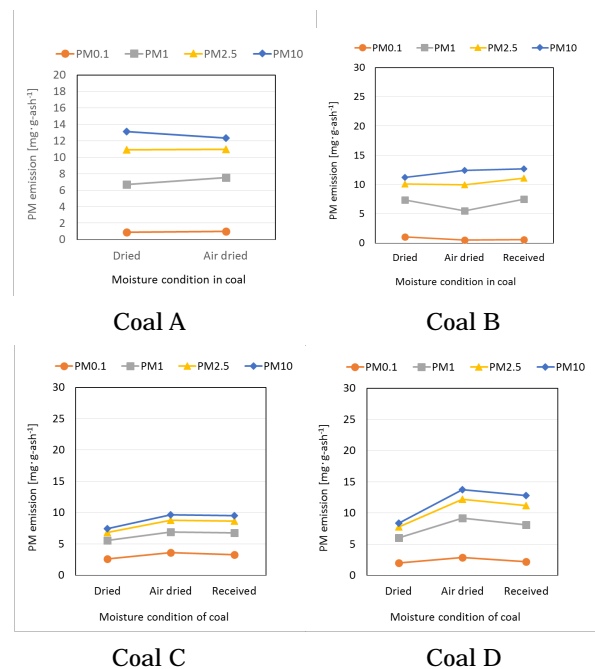 PM0.1 PM1 PM2.5 PM10
20
18
16
14
12
10
8
6
4
2
0
PM emission [mg･g-ash⁻¹]
Dried Air dried
Moisture condition in coal
Coal A
PM0.1 PM1 PM2.5 PM10
30
25
20
15
10
5
0
PM emission [mg･g-ash⁻¹]
Dried Air dried Received
Moisture condition in coal
Coal B
PM0.1 PM1 PM2.5 PM10
30
25
20
15
10
5
0
PM emission [mg･g-ash⁻¹]
Dried Air dried Received
Moisture condition of coal
Coal C
PM0.1 PM1 PM2.5 PM10
30
25
20
15
10
5
0
PM emission [mg･g-ash⁻¹]
Dried Air dried Received
Moisture condition of coal
Coal D